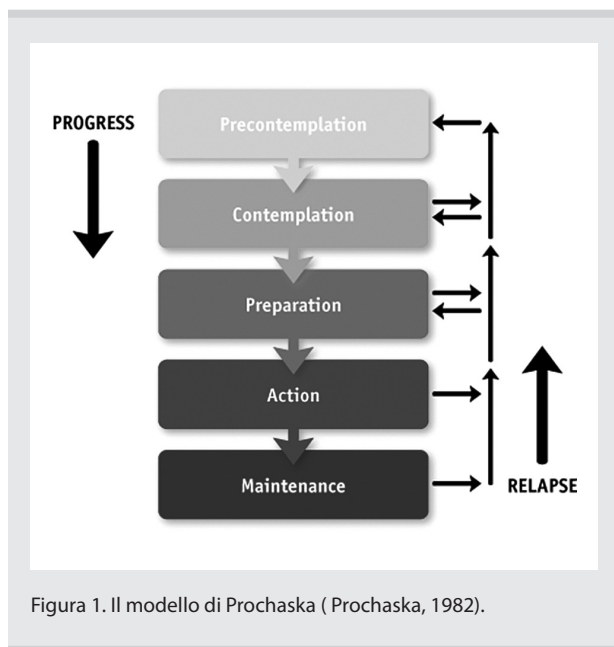 PROGRESS
Precontemplation
Contemplation
Preparation
Action
Maintenance
RELAPSE
Figura 1. Il modello di Prochaska ( Prochaska, 1982).